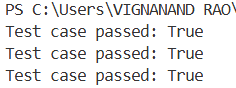 PS C:\Users\VIGNANAND RAO\
Test case passed: True
Test case passed: True
Test case passed: True